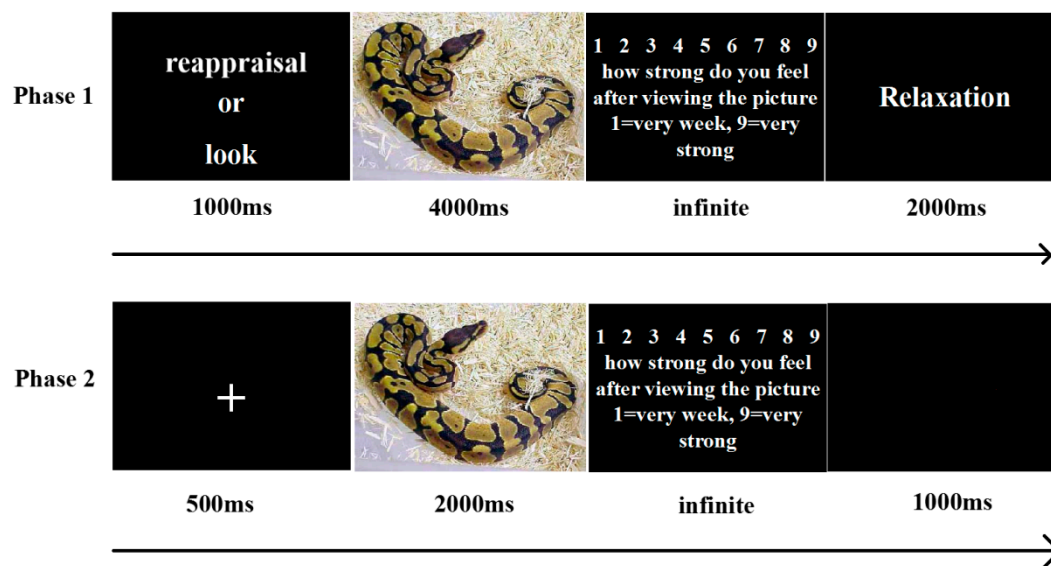 Phase 1
reappraisal
or
look
1 2 3 4 5 6 7 8 9
how strong do you feel
after viewing the picture
1=very week, 9=very
strong
Relaxation
1000ms
4000ms
infinite
2000ms
Phase 2
+
1 2 3 4 5 6 7 8 9
how strong do you feel
after viewing the picture
1=very week, 9=very
strong
500ms
2000ms
infinite
1000ms